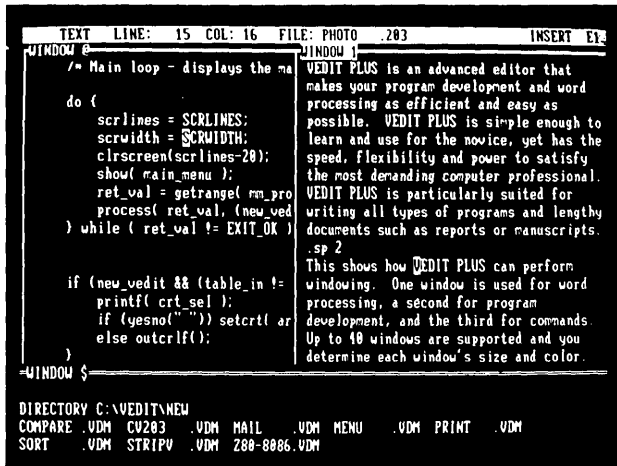 TEXT LINE: 15 COL: 16 FILE: PHOTO .203 INSERT E1-
WINDOW @
/* Main loop - displays the ma
do {
scrlines = SCRLINES;
scrwidth = SCRWIDTH;
clrscreen(scrlines-20);
show( main_menu );
ret_val = getrange( mm_pro
process( ret_val, (new_ved
} while ( ret_val != EXIT_OK )
if (new_vedit && (table_in !=
printf( crt_sel );
if (yesno(" ")) setcrt( ar
else outcrlf();
}
WINDOW 1
VEDIT PLUS is an advanced editor that
makes your program development and word
processing as efficient and easy as
possible. VEDIT PLUS is simple enough to
learn and use for the novice, yet has the
speed, flexibility and power to satisfy
the most demanding computer professional.
VEDIT PLUS is particularly suited for
writing all types of programs and lengthy
documents such as reports or manuscripts.
.sp 2
This shows how VEDIT PLUS can perform
windowing. One window is used for word
processing, a second for program
development, and the third for commands.
Up to 40 windows are supported and you
determine each window's size and color.
WINDOW $
DIRECTORY C:\VEDIT\NEW
COMPARE .VDM CV203 .VDM MAIL .VDM MENU .VDM PRINT .VDM
SORT .VDM STRIPV .VDM Z80-8086.VDM